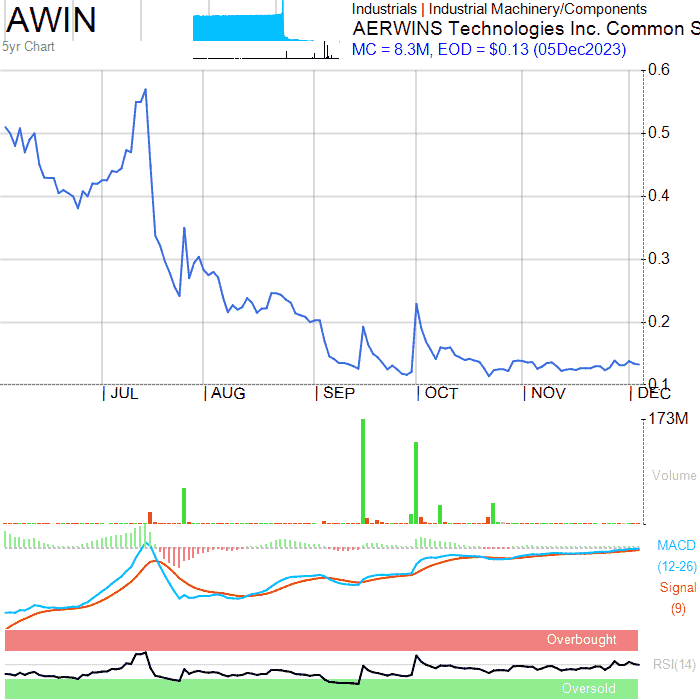 AWIN
5yr Chart
Industrials | Industrial Machinery/Components
AERWINS Technologies Inc. Common S
MC = 8.3M, EOD = $0.13 (05Dec2023)
0.6
0.5
0.4
0.3
0.2
0.1
| JUL | AUG | SEP | OCT | NOV | DEC
173M
Volume
MACD
(12-26)
Signal
(9)
Overbought
RSI(14)
Oversold